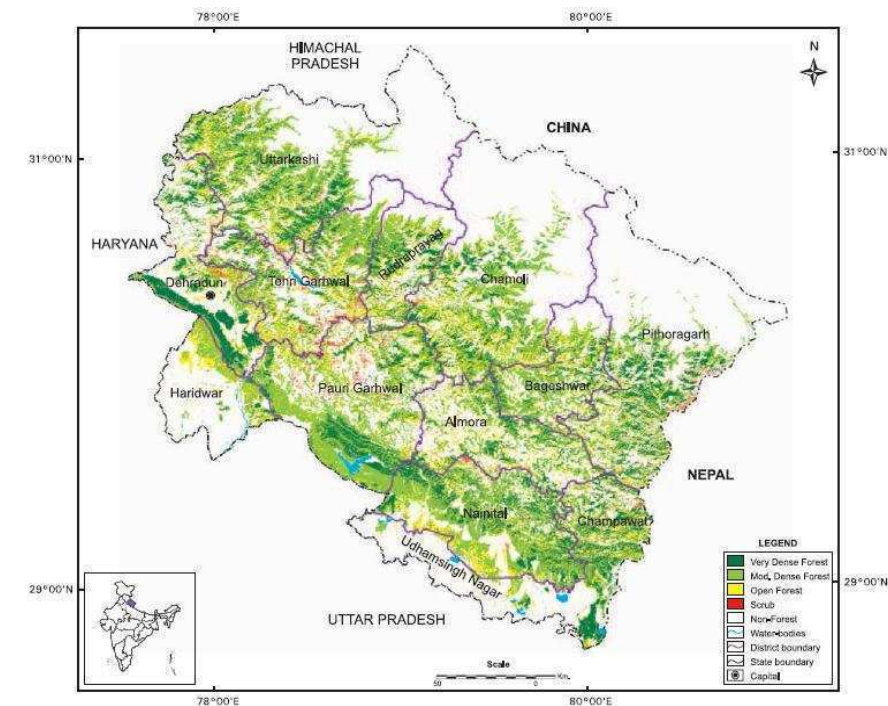 78°00'E
80°00'E
HIMACHAL
PRADESH
N
CHINA
31°00'N
31°00'N
Uttarkashi
HARYANA
Rudraprayag
Dehradun
Tehri Garhwal
Chamoli
Pithoragarh
Haridwar
Pauri Garhwal
Bageshwar
Almora
NEPAL
Nainital
Champawat
Udhamsingh Nagar
29°00'N
29°00'N
UTTAR PRADESH
LEGEND
Very Dense Forest
Mod. Dense Forest
Open Forest
Scrub
Non-Forest
Water-bodies
District boundary
State boundary
Capital
Scale
50
0
Km.
78°00'E
80°00'E